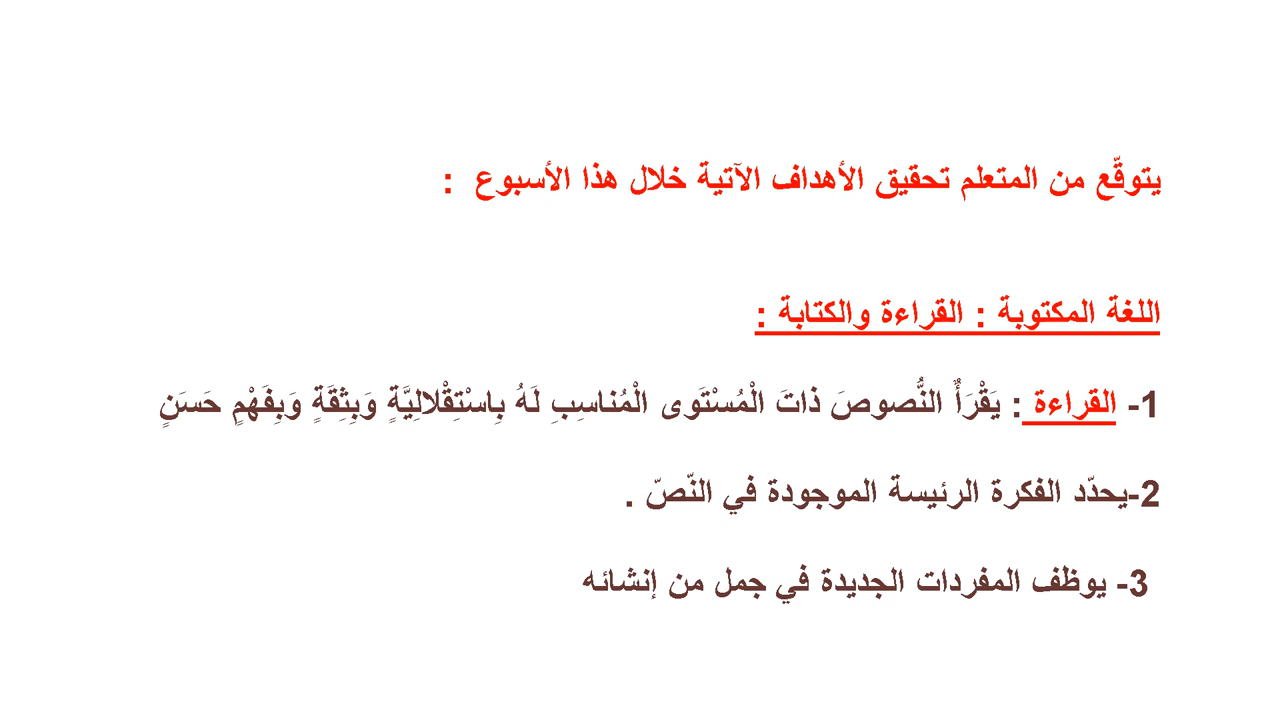 يتوقّع من المتعلم تحقيق الأهداف الآتية خلال هذا الأسبوع :
اللغة المكتوبة : القراءة والكتابة :
1- القراءة : يَقْرَأٌ النُّصوصَ ذاتَ الْمُسْتَوى الْمُناسِبِ لَهُ بِاسْتِقْلالِيَّةٍ وَبِثِقَةٍ وَبِفَهْمٍ حَسَنٍ
2-يحدّد الفكرة الرئيسة الموجودة في النّصّ .
3- يوظف المفردات الجديدة في جمل من إنشائه